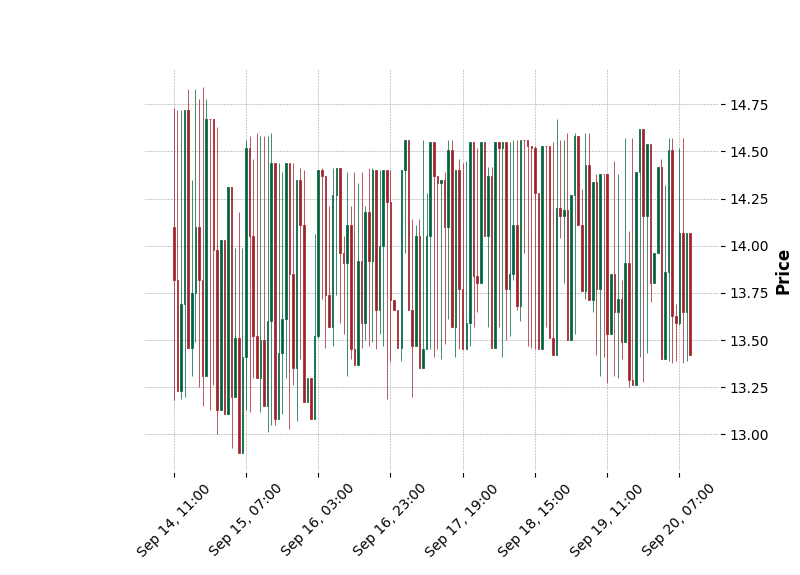 14.75
14.50
14.25
14.00
13.75
13.50
13.25
13.00
Price
Sep 14, 11:00
Sep 15, 07:00
Sep 16, 03:00
Sep 16, 23:00
Sep 17, 19:00
Sep 18, 15:00
Sep 19, 11:00
Sep 20, 07:00